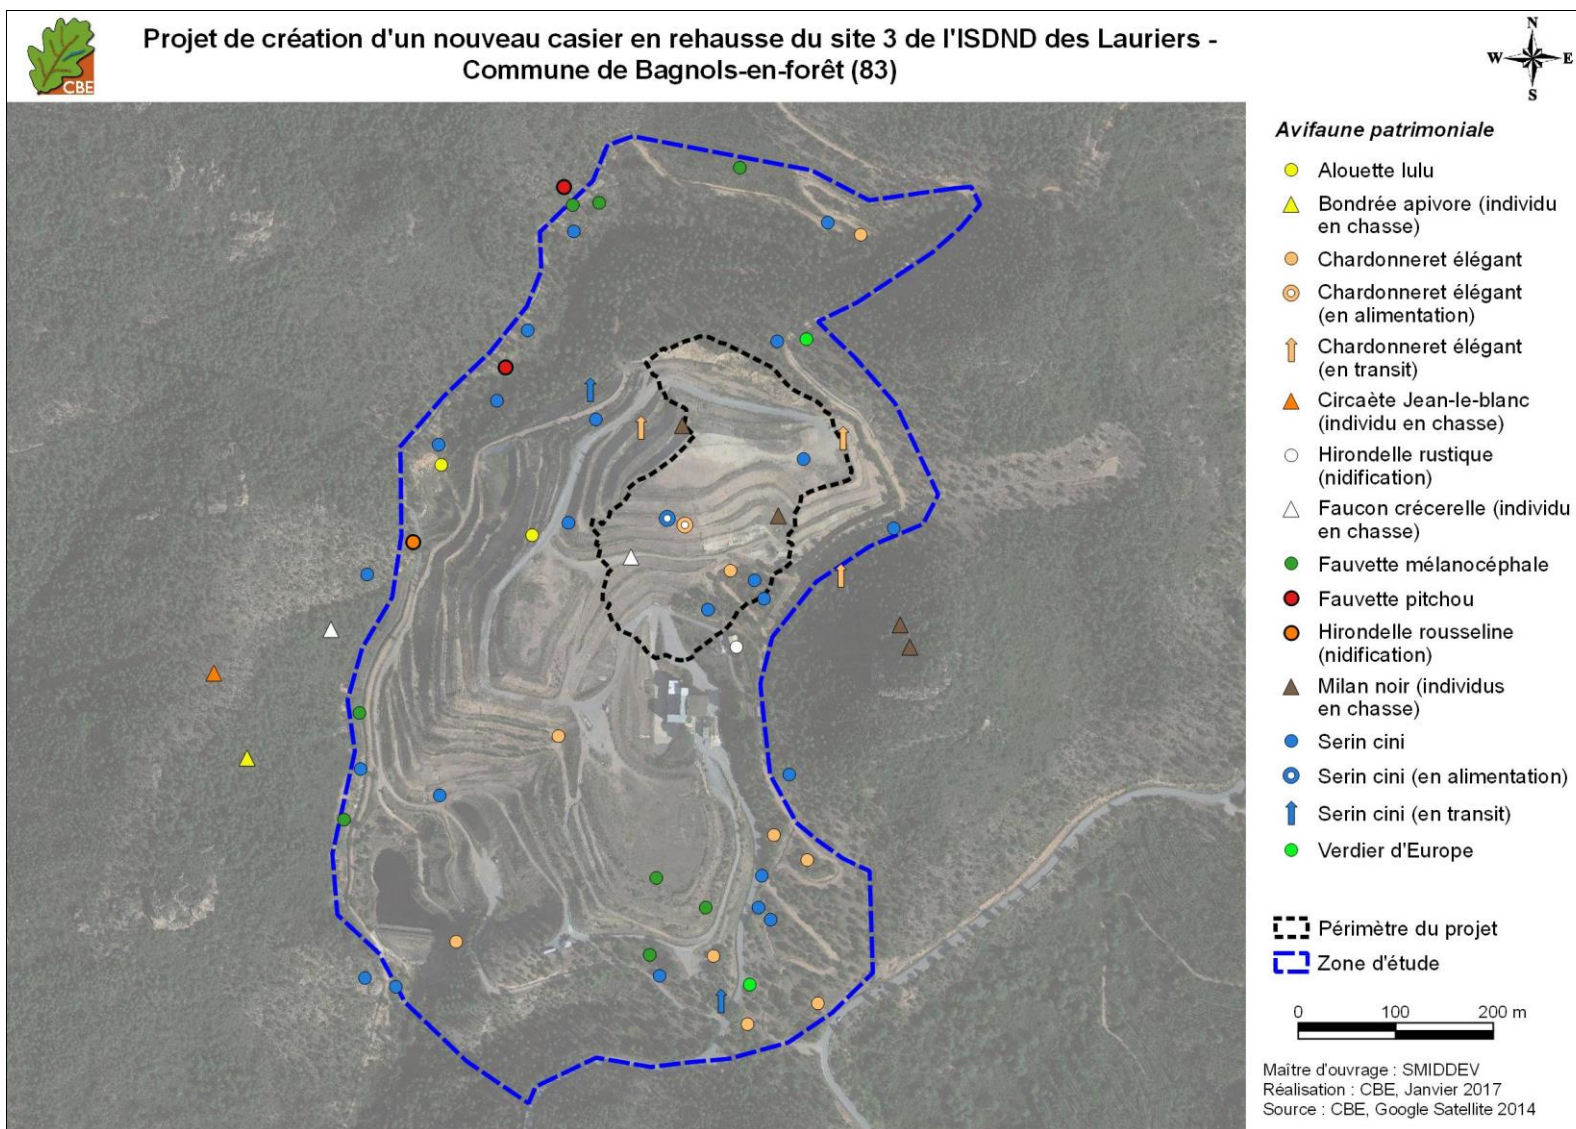 Projet de création d'un nouveau casier en rehausse du site 3 de l'ISDND des Lauriers -
Commune de Bagnols-en-forêt (83)
CBE
N
W E
S
Avifaune patrimoniale
Alouette lulu
Bondrée apivore (individu
en chasse)
Chardonneret élégant
Chardonneret élégant
(en alimentation)
Chardonneret élégant
(en transit)
Circaète Jean-le-blanc
(individu en chasse)
Hirondelle rustique
(nidification)
Faucon crécerelle (individu
en chasse)
Fauvette mélanocéphale
Fauvette pitchou
Hirondelle rousseline
(nidification)
Milan noir (individus
en chasse)
Serin cini
Serin cini (en alimentation)
Serin cini (en transit)
Verdier d'Europe
Périmètre du projet
Zone d'étude
0 100 200 m
Maître d'ouvrage : SMIDDEV
Réalisation : CBE, Janvier 2017
Source : CBE, Google Satellite 2014